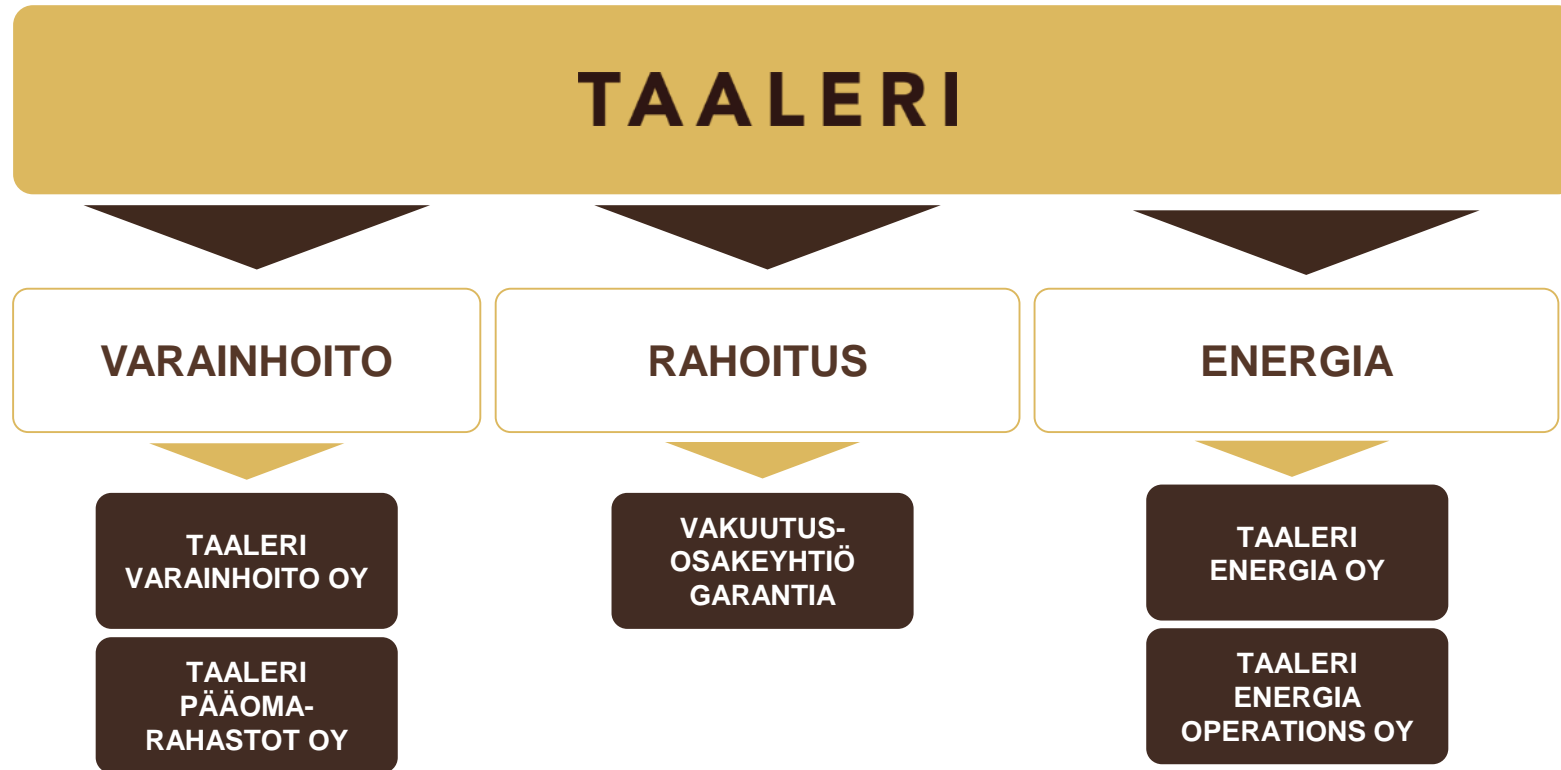 TAALERI
VARAINHOITO
RAHOITUS
ENERGIA
TAALERI
VARAINHOITO OY
TAALERI
PÄÄOMA-
RAHASTOT OY
VAKUUTUS-
OSAKEYHTIÖ
GARANTIA
TAALERI
ENERGIA OY
TAALERI
ENERGIA
OPERATIONS OY